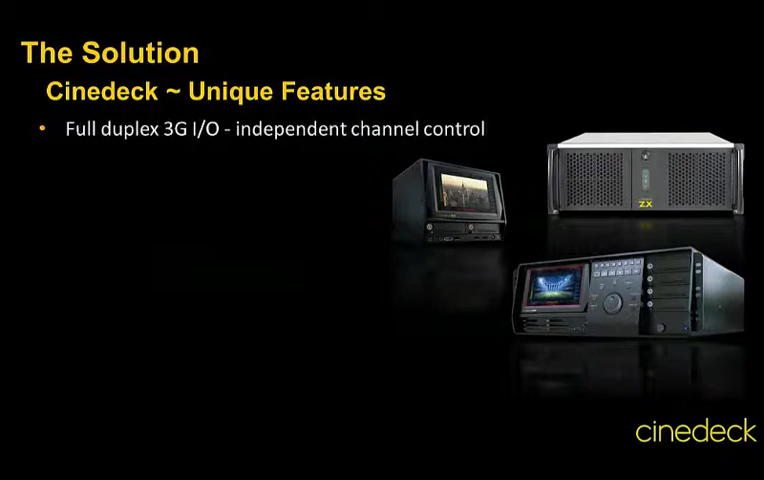 The Solution
Cinedeck ~ Unique Features
• Full duplex 3G I/O - independent channel control
ZX
cinedeck